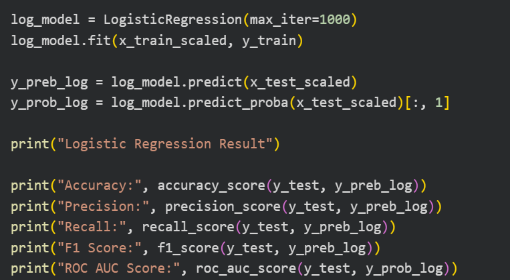 log_model = LogisticRegression(max_iter=1000)
log_model.fit(x_train_scaled, y_train)
y_preb_log = log_model.predict(x_test_scaled)
y_prob_log = log_model.predict_proba(x_test_scaled)[:, 1]
print("Logistic Regression Result")
print("Accuracy:", accuracy_score(y_test, y_preb_log))
print("Precision:", precision_score(y_test, y_preb_log))
print("Recall:", recall_score(y_test, y_preb_log))
print("F1 Score:", f1_score(y_test, y_preb_log))
print("ROC AUC Score:", roc_auc_score(y_test, y_prob_log))